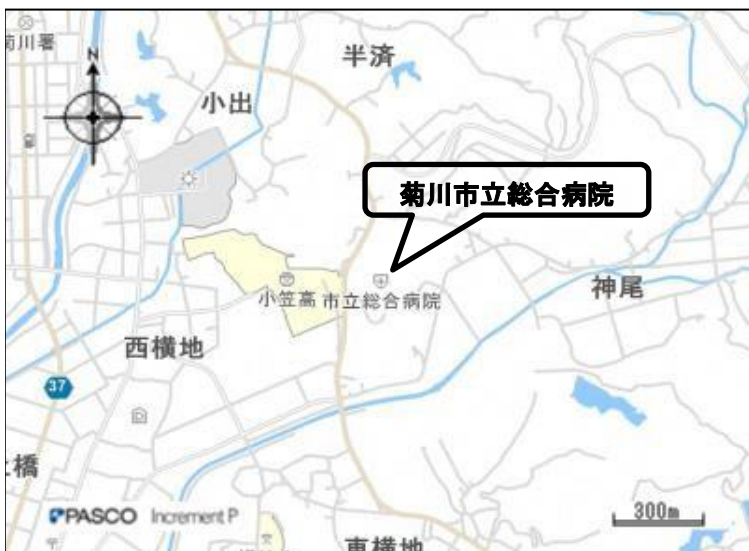 菊川署
半済
N
小出
菊川市立総合病院
小笠高
市立総合病院
神尾
西横地
37
土橋
300m
PASCO Increment P
東横地